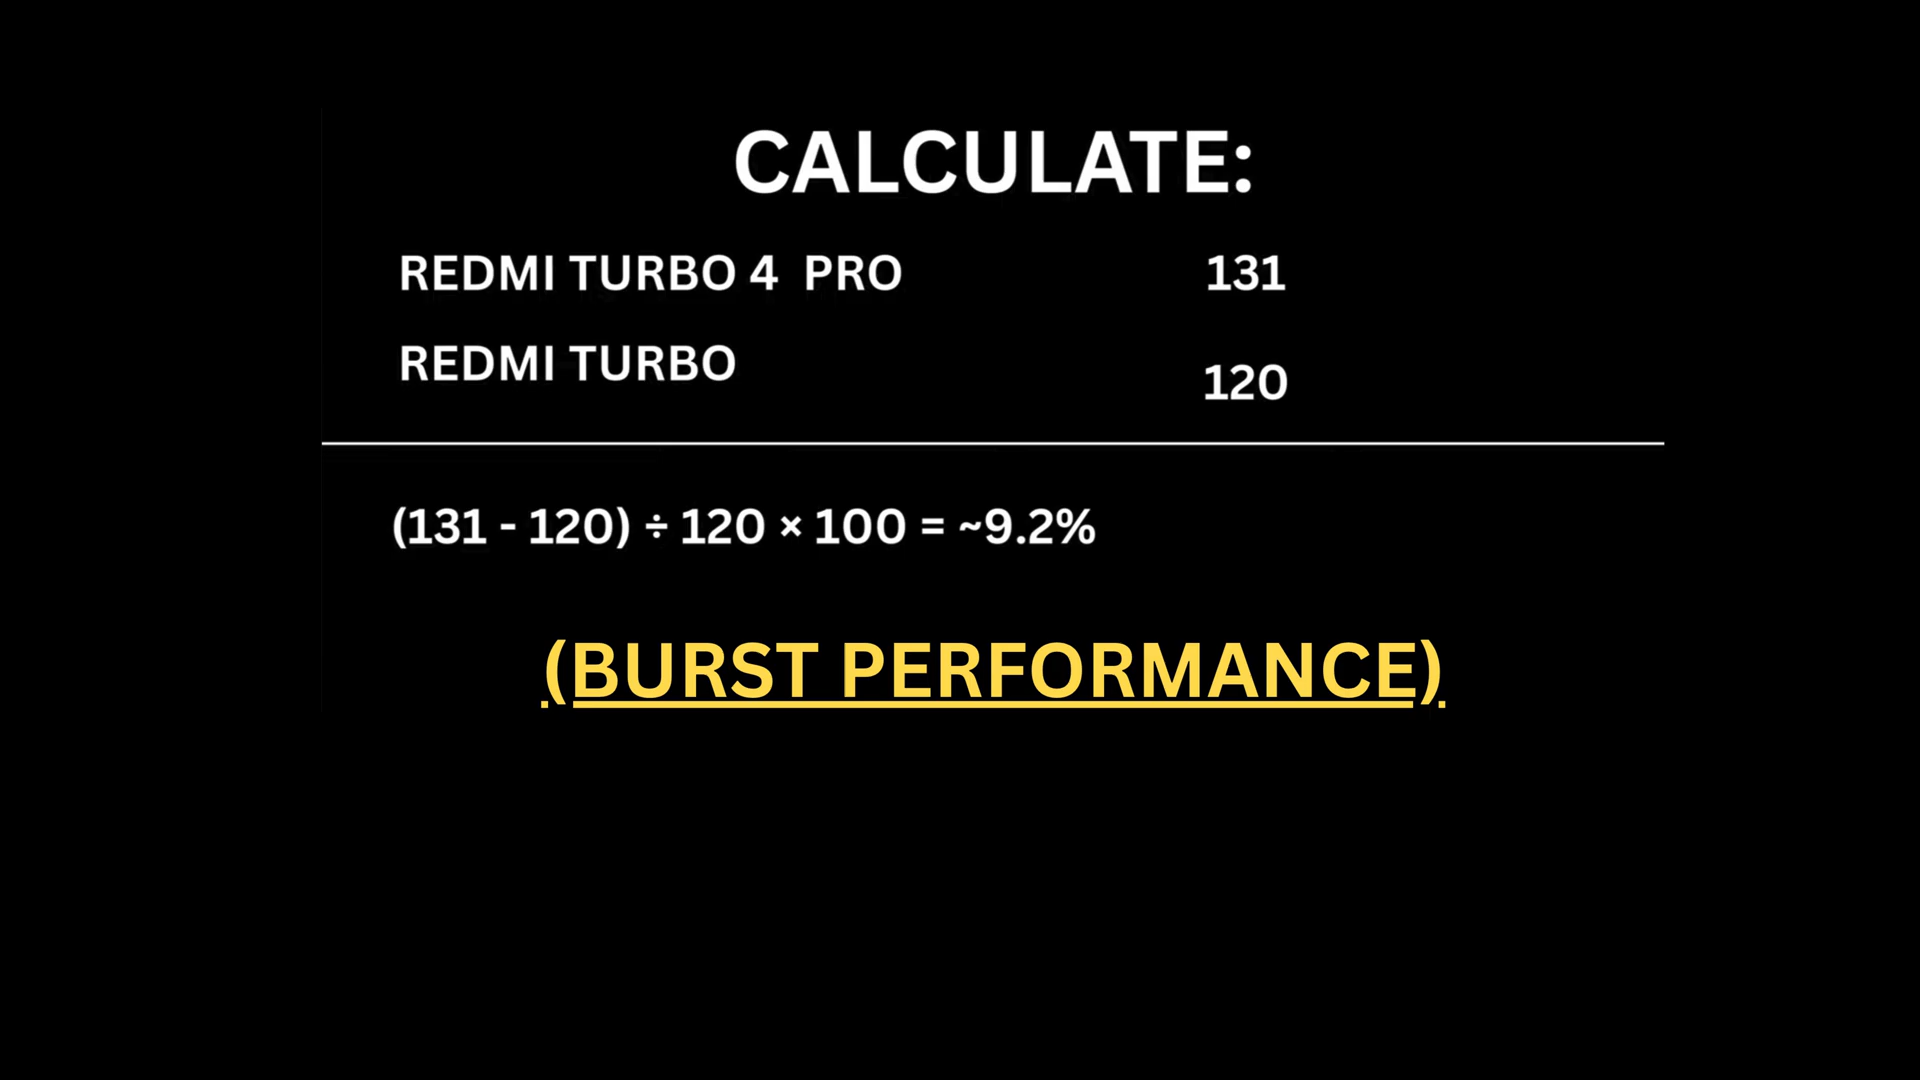 CALCULATE:
REDMI TURBO 4 PRO 131
REDMI TURBO 120
(131 - 120) ÷ 120 × 100 = ~9.2%
(BURST PERFORMANCE)